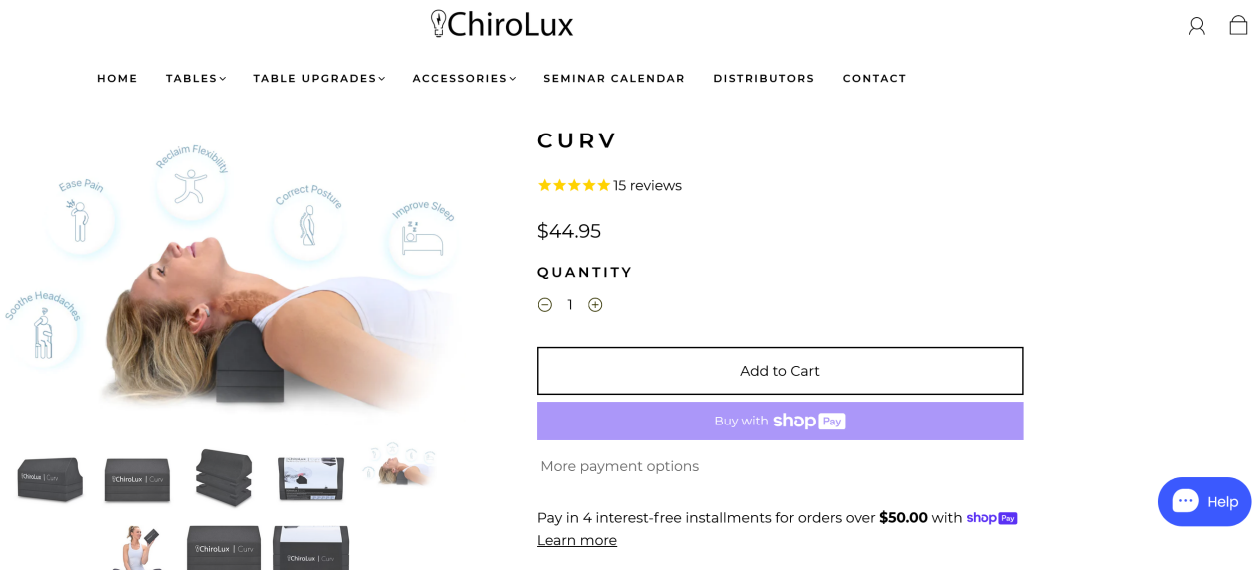 ChiroLux
HOME TABLES TABLE UPGRADES ACCESSORIES SEMINAR CALENDAR DISTRIBUTORS CONTACT
CURV
15 reviews
$44.95
QUANTITY
1
Add to Cart
Buy with shop Pay
More payment options
Pay in 4 interest-free installments for orders over $50.00 with shop Pay
Learn more
Reclaim Flexibility
Ease Pain
Correct Posture
Improve Sleep
z z
z
Soothe Headaches
ChiroLux | Curv
ChiroLux | Curv
ChiroLux | Curv
ChiroLux | Curv
Help